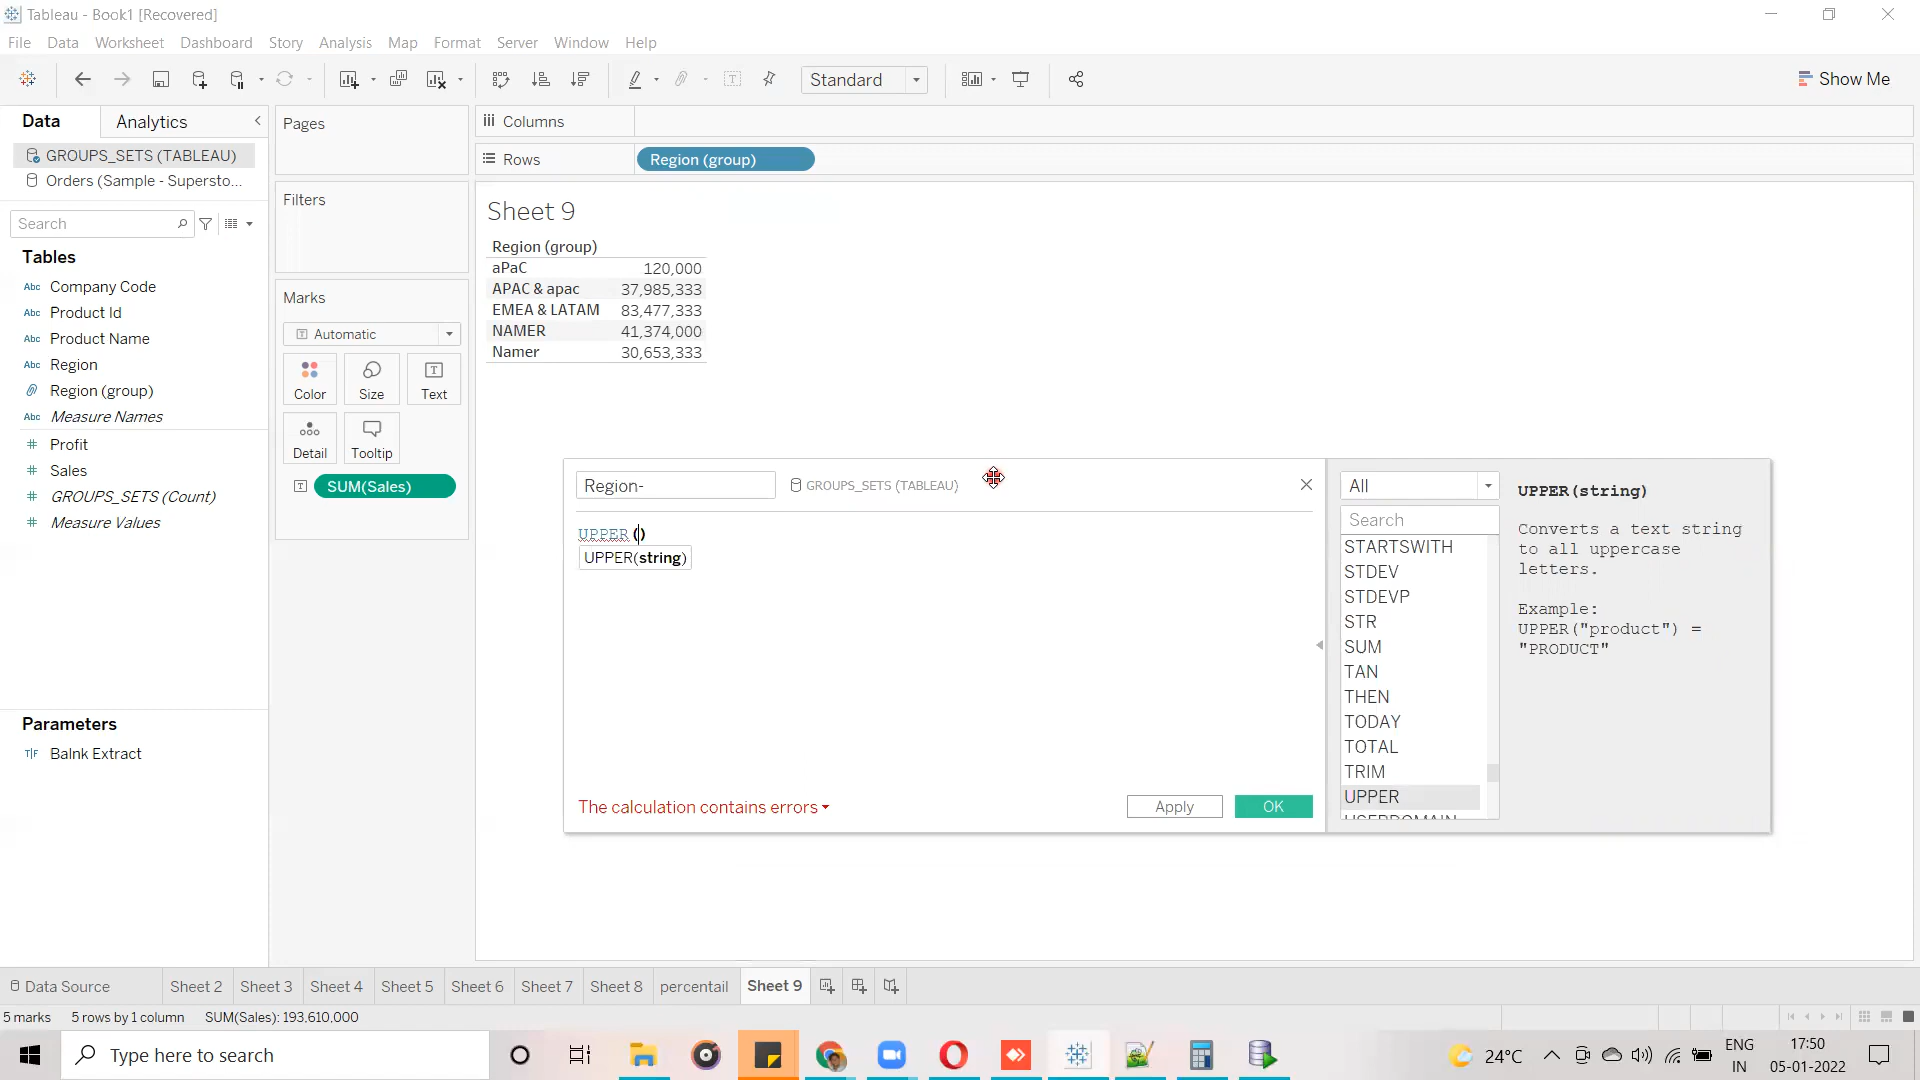 Tableau - Book1 [Recovered]
File Data Worksheet Dashboard Story Analysis Map Format Server Window Help
Standard
Show Me
Data Analytics
GROUPS_SETS (TABLEAU)
Orders (Sample - Supersto...
Search
Tables
Abc Company Code
Abc Product Id
Abc Product Name
Abc Region
Region (group)
Abc Measure Names
# Profit
# Sales
# GROUPS_SETS (Count)
# Measure Values
Parameters
Balnk Extract
Pages
Filters
Marks
Automatic
Color Size Text
Detail Tooltip
SUM(Sales)
Columns
Rows Region (group)
Sheet 9
Region (group)
aPaC 120,000
APAC & apac 37,985,333
EMEA & LATAM 83,477,333
NAMER 41,374,000
Namer 30,653,333
Region- GROUPS_SETS (TABLEAU)
UPPER ()
UPPER(string)
The calculation contains errors
Apply OK
All
Search
STARTSWITH
STDEV
STDEVP
STR
SUM
TAN
THEN
TODAY
TOTAL
TRIM
UPPER
USERDOMAIN
UPPER(string)
Converts a text string
to all uppercase
letters.
Example:
UPPER("product") =
"PRODUCT"
Data Source Sheet 2 Sheet 3 Sheet 4 Sheet 5 Sheet 6 Sheet 7 Sheet 8 percentail Sheet 9
5 marks 5 rows by 1 column SUM(Sales): 193,610,000
Type here to search
24°C
ENG
IN
17:50
05-01-2022